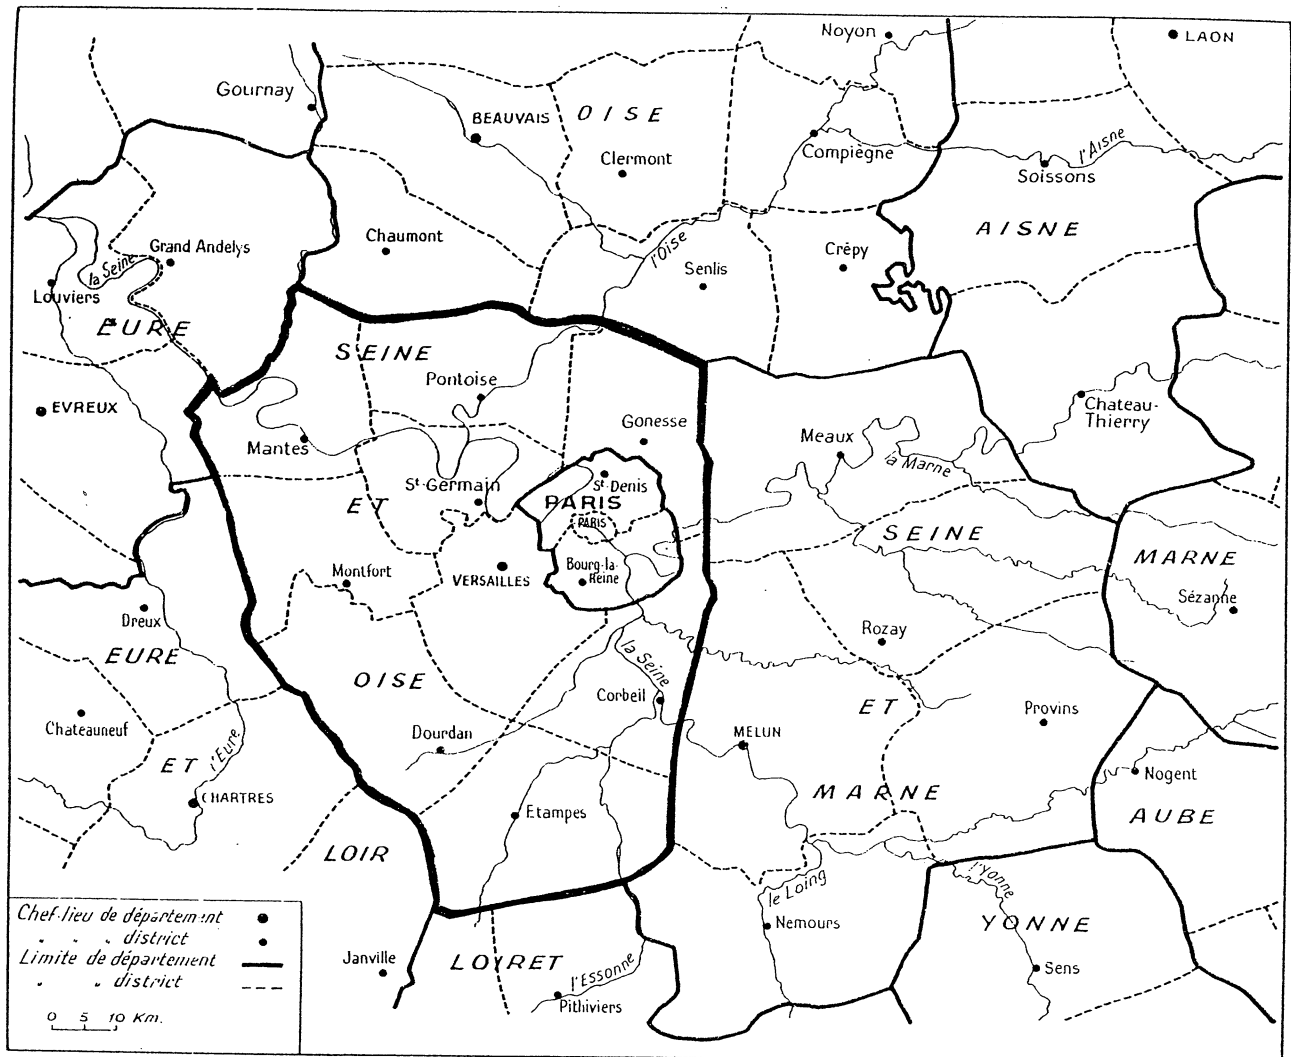 Noyon
LAON
Gournay
BEAUVAIS
OISE
Clermont
Compiègne
l'Aisne
Soissons
AISNE
Grand Andelys
la Seine
Louviers
EURE
Chaumont
l'Oise
Senlis
Crêpy
SEINE
Pontoise
EVREUX
Mantes
Gonesse
Meaux
la Marne
Chateau-
Thierry
St-Germain
St-Denis
ET
PARIS
PARIS
SEINE
MARNE
Montfort
VERSAILLES
Bourg-la-
Reine
Sézanne
Dreux
EURE
Rozay
OISE
la Seine
Corbeil
Chateauneuf
ET
l'Eure
Dourdan
MELUN
ET
Provins
CHARTRES
Etampes
MARNE
Nogent
AUBE
LOIR
le Loing
l'Yonne
Nemours
YONNE
Janville
LOIRET
l'Essonne
Pithiviers
Sens
Chef-lieu de département
" " " district
Limite de département
" " district
0 5 10 Km.